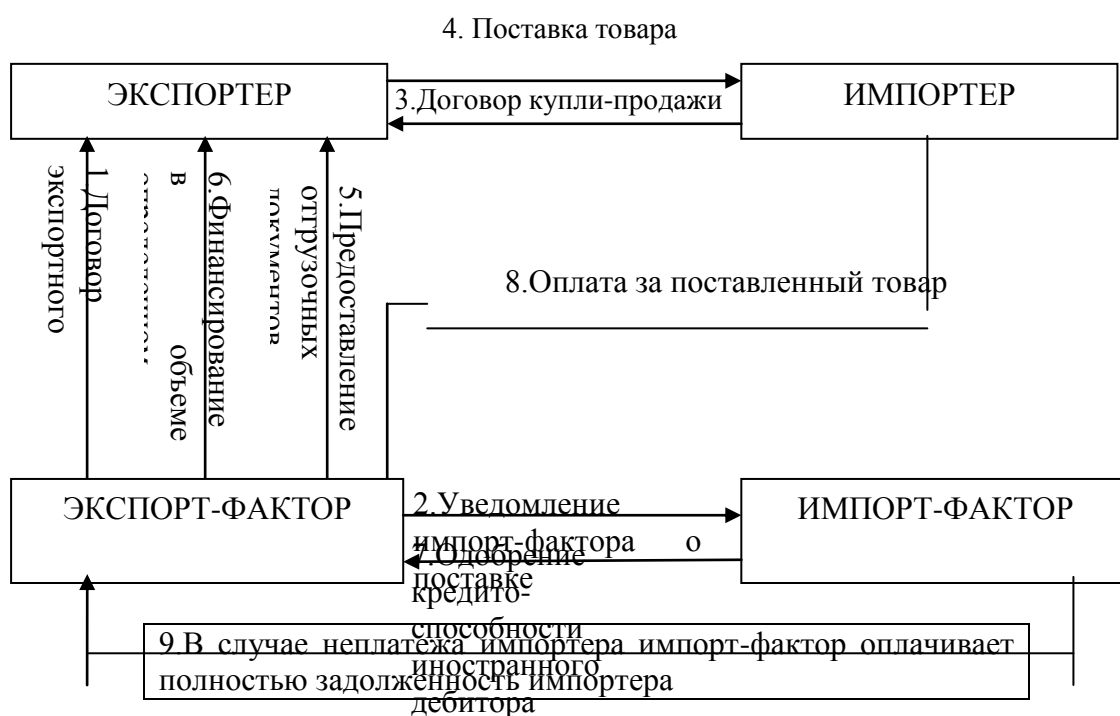 4. Поставка товара
ЭКСПОРТЕР
3.Договор купли-продажи
ИМПОРТЕР
1.Договор
экспортного
6.Финансирование
в
объеме
5.Предоставление
отгрузочных
документов
8.Оплата за поставленный товар
ЭКСПОРТ-ФАКТОР
2.Уведомление
импорт-фактора о
поставке
7.Одобрение
кредито-
способности
иностранного
дебитора
ИМПОРТ-ФАКТОР
9.В случае неплатежа импортера импорт-фактор оплачивает
полностью задолженность импортера